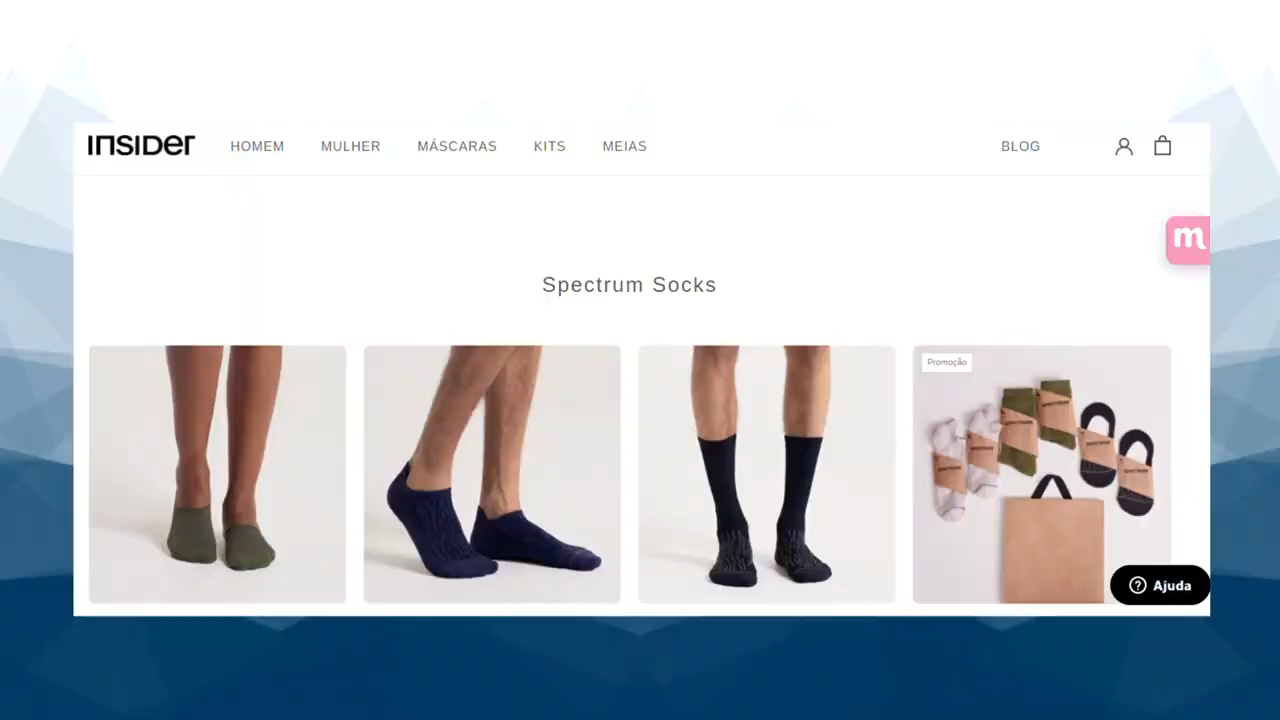 INSIDER
HOMEM MULHER MÁSCARAS KITS MEIAS BLOG
m
Spectrum Socks
Promoção
Ajuda